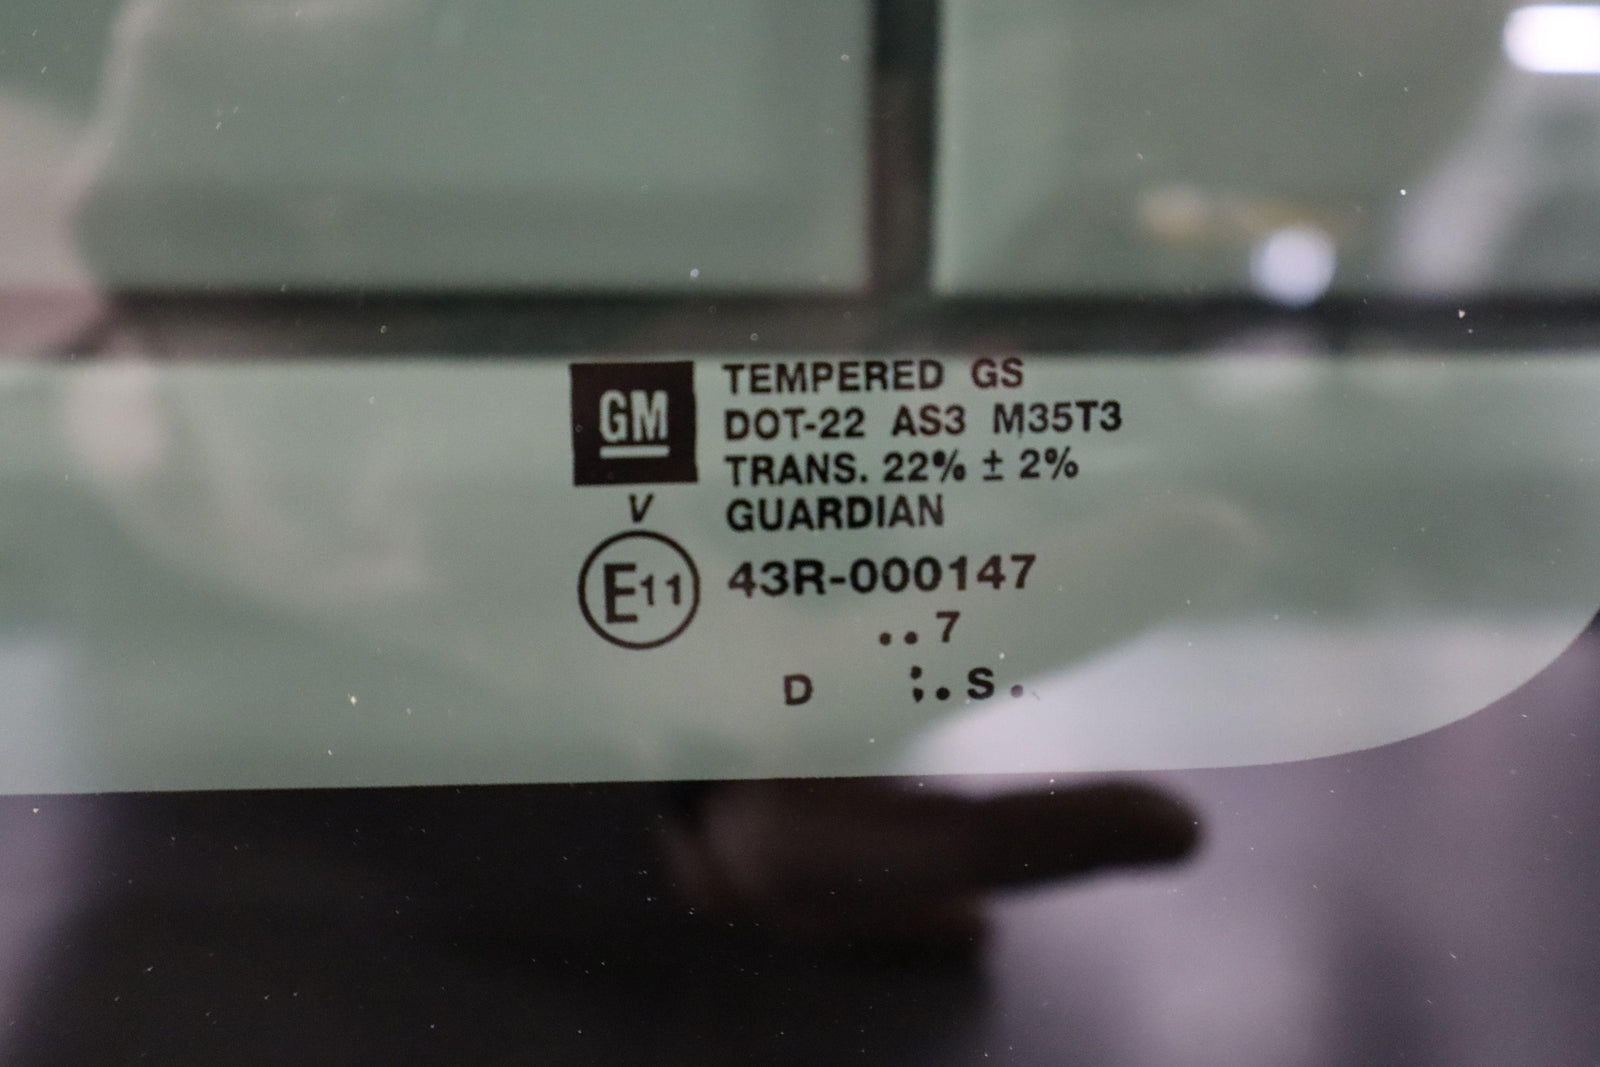 GM
TEMPERED GS
DOT-22 AS3 M35T3
TRANS. 22% ± 2%
V
GUARDIAN
E11
43R-000147
..7
D :.S.